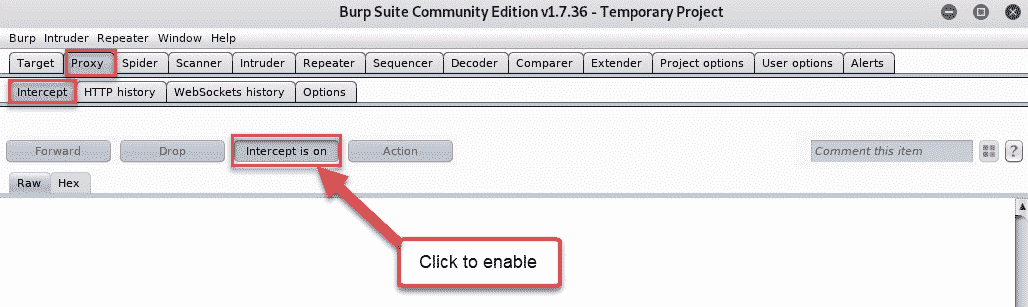 Burp Suite Community Edition v1.7.36 - Temporary Project
Burp Intruder Repeater Window Help
Target Proxy Spider Scanner Intruder Repeater Sequencer Decoder Comparer Extender Project options User options Alerts
Intercept HTTP history WebSockets history Options
Forward Drop Intercept is on Action Comment this item ?
Raw Hex
Click to enable